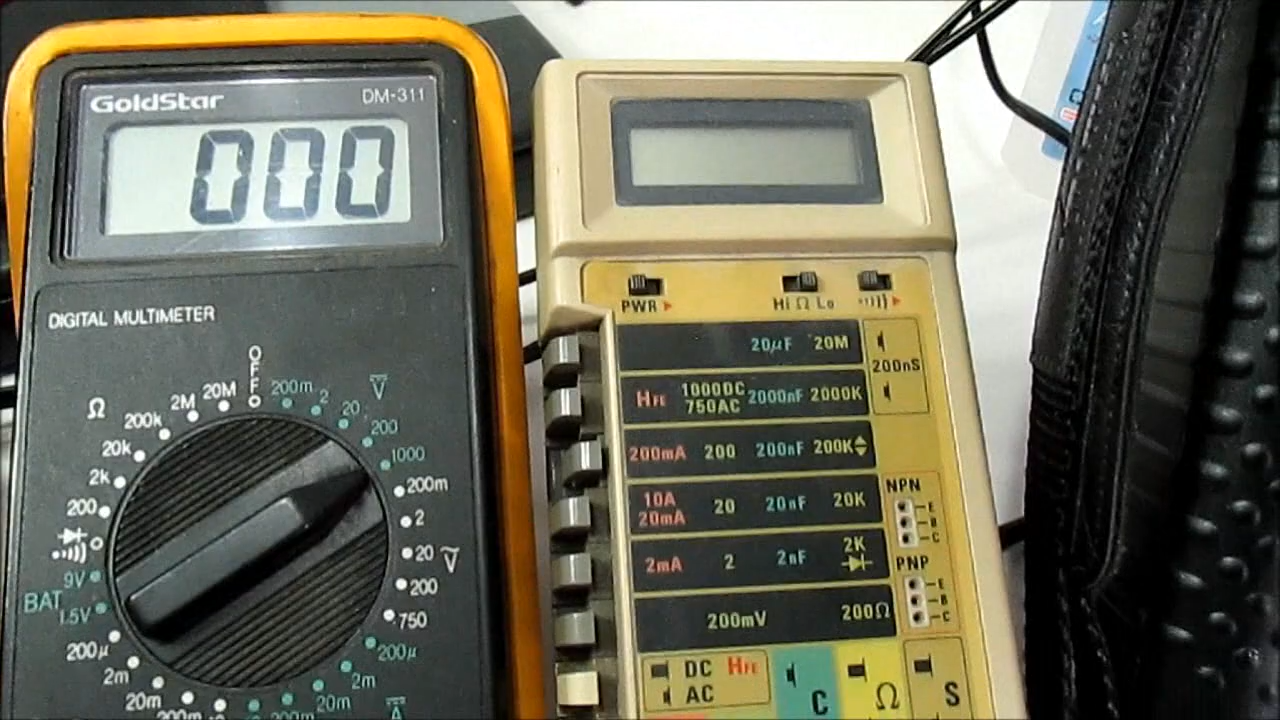 GoldStar DM-311
000
DIGITAL MULTIMETER
OFF
Ω
200
2k
20k
200k
2M
20M
200m
2
20
200
1000
V
200m
2
20
200
750
V
200µ
2m
20m
A
9V
BAT
1.5V
200µ
2m
20m
200m
PWR
Hi Ω Lo
20µF 20M
200nS
HFE 1000DC 750AC 2000nF 2000K
200mA 200 200nF 200K
10A 20mA 20 20nF 20K
2mA 2 2nF 2K
200mV 200Ω
NPN
E
B
C
PNP
E
B
C
DC HFE
AC
C
Ω
S